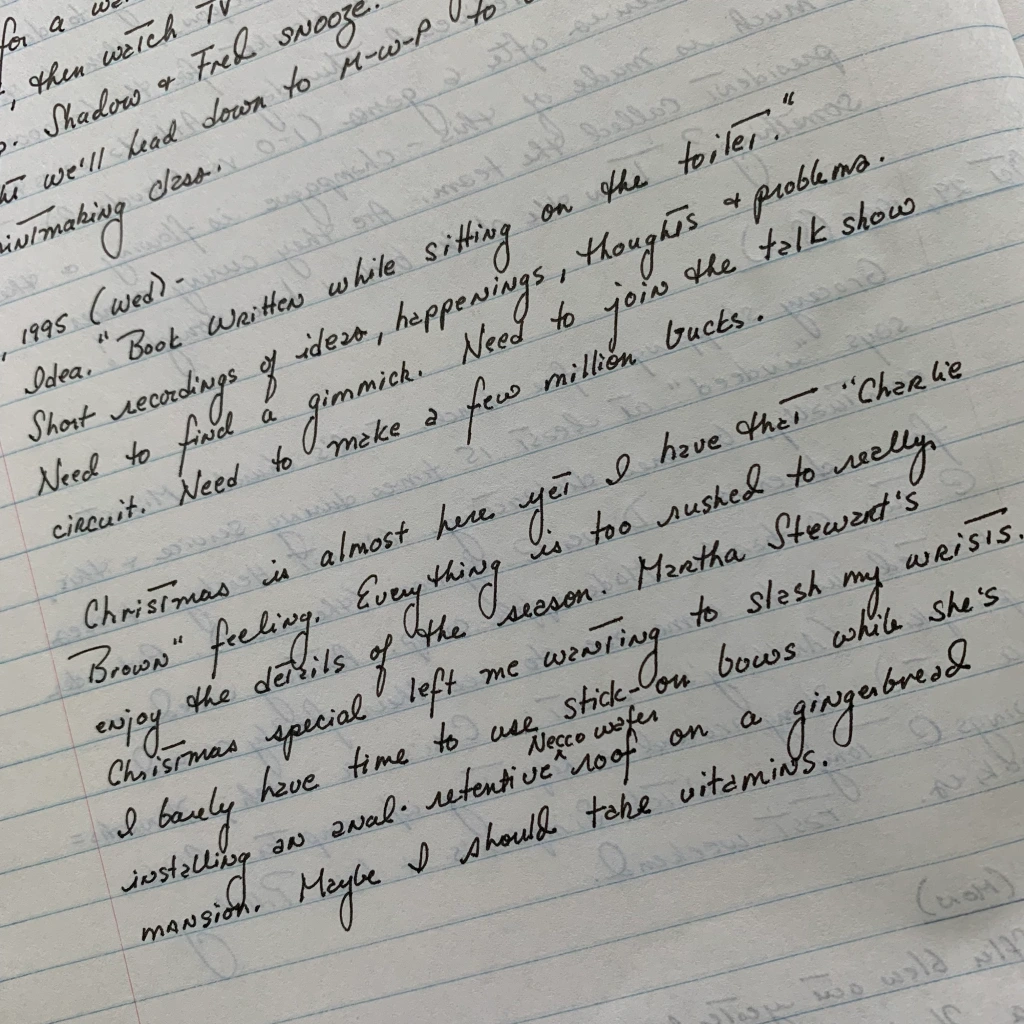 for a
, then watch TV
. Shadow & Fred snooze.
we'll head down to M-W-P to
intmaking class.
, 1995 (Wed) -
Idea. "Book Written while sitting on the toilet."
Short recordings of ideas, happenings, thoughts & problems.
Need to find a gimmick. Need to join the talk show
circuit. Need to make a few million bucks.
Christmas is almost here yet I have that "Charlie
Brown" feeling. Everything is too rushed to really
enjoy the details of the season. Martha Stewart's
Christmas special left me wanting to slash my wrists.
I barely have time to use stick-on bows while she's
installing an anal-retentive ^ Necco wafer roof on a gingerbread
mansion. Maybe I should take vitamins.